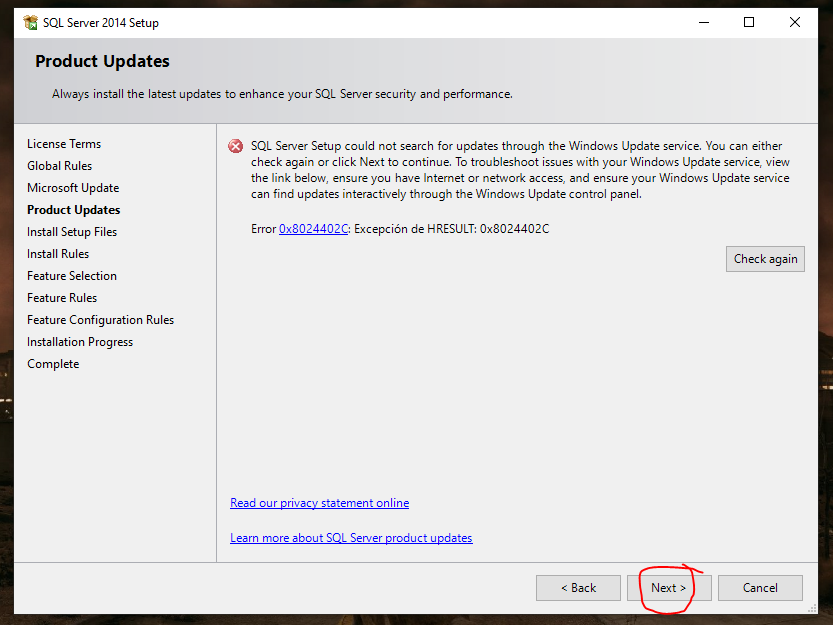 SQL Server 2014 Setup
Product Updates
Always install the latest updates to enhance your SQL Server security and performance.
License Terms
Global Rules
Microsoft Update
Product Updates
Install Setup Files
Install Rules
Feature Selection
Feature Rules
Feature Configuration Rules
Installation Progress
Complete
SQL Server Setup could not search for updates through the Windows Update service. You can either
check again or click Next to continue. To troubleshoot issues with your Windows Update service, view
the link below, ensure you have Internet or network access, and ensure your Windows Update service
can find updates interactively through the Windows Update control panel.
Error 0x8024402C: Excepción de HRESULT: 0x8024402C
Check again
Read our privacy statement online
Learn more about SQL Server product updates
< Back
Next >
Cancel